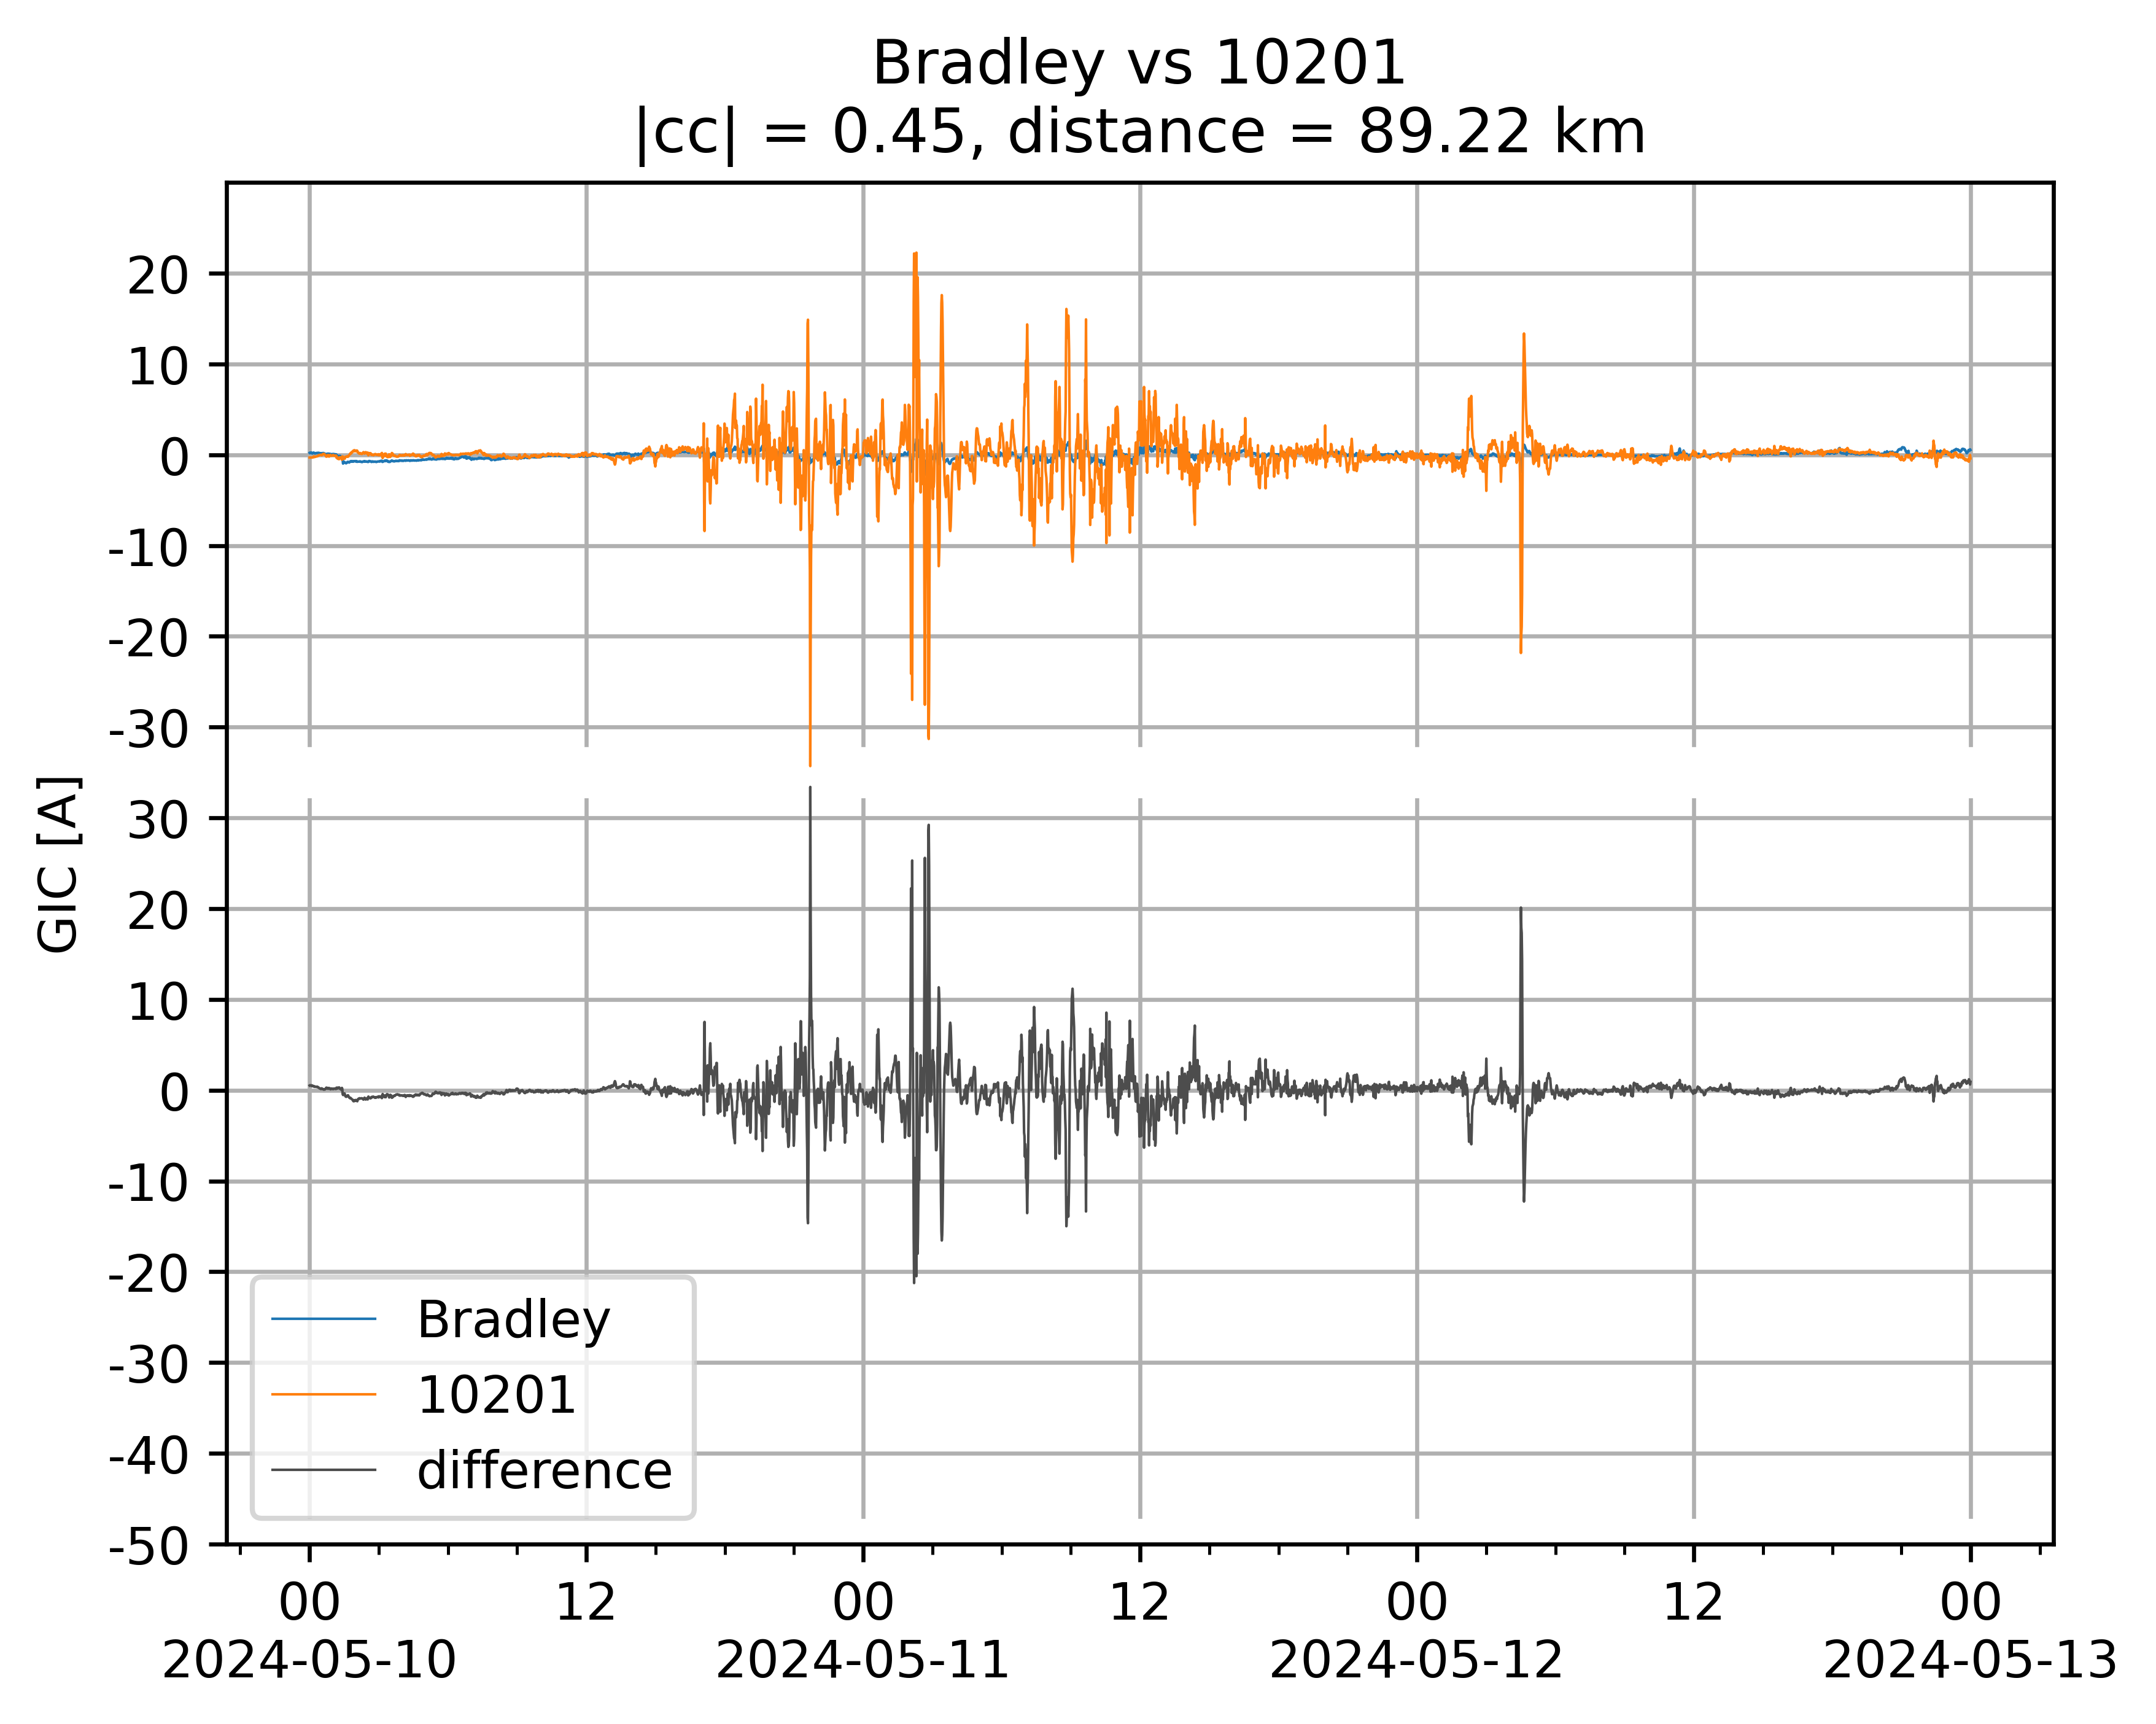 Bradley vs 10201
|cc| = 0.45, distance = 89.22 km
GIC [A]
20
10
0
-10
-20
-30
30
20
10
0
-10
-20
-30
-40
-50
Bradley
10201
difference
00 12 00 12 00 12 00
2024-05-10 2024-05-11 2024-05-12 2024-05-13